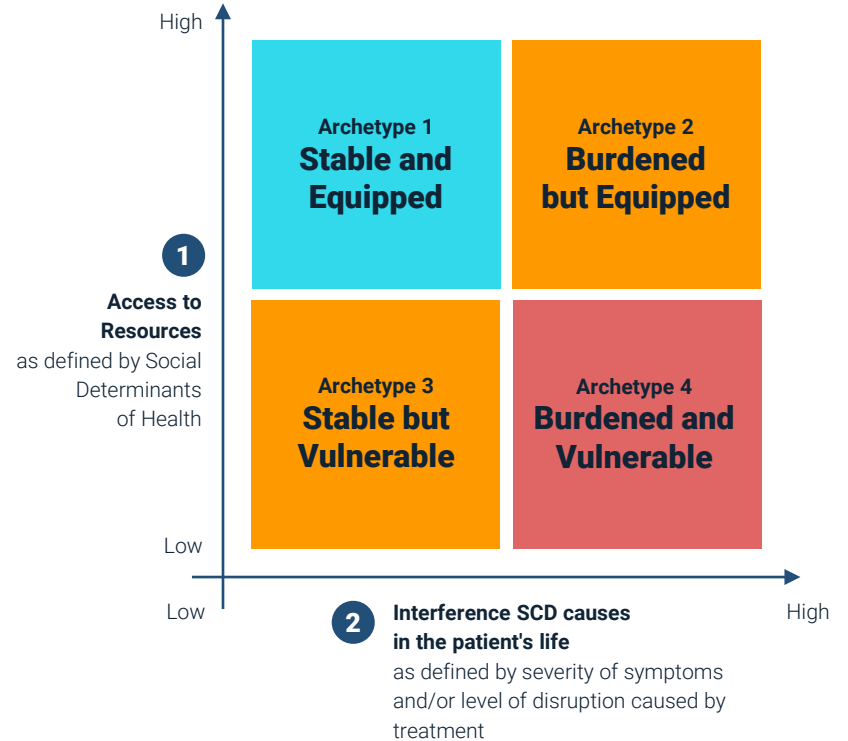 High
Archetype 1
Stable and
Equipped
Archetype 2
Burdened
but Equipped
1
Access to
Resources
as defined by Social
Determinants
of Health
Archetype 3
Stable but
Vulnerable
Archetype 4
Burdened and
Vulnerable
Low
Low
High
2
Interference SCD causes
in the patient's life
as defined by severity of symptoms
and/or level of disruption caused by
treatment